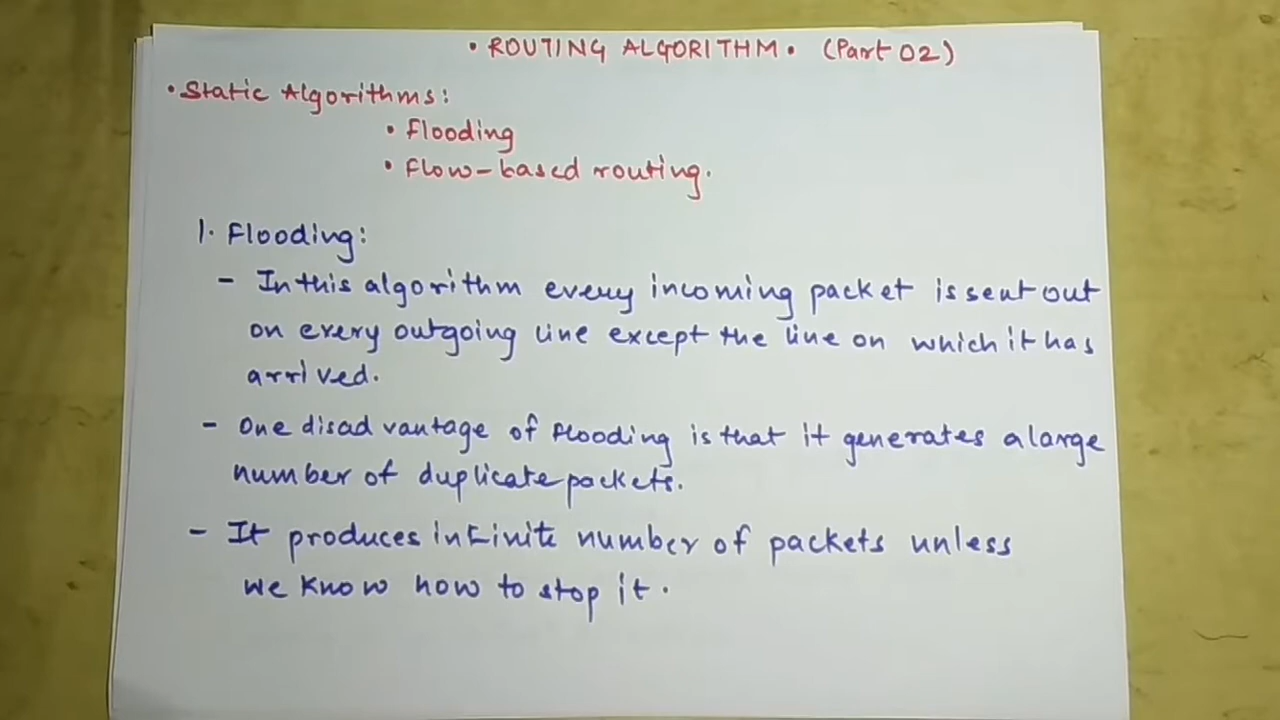 • ROUTING ALGORITHM. (Part 02)
• Static Algorithms:
• Flooding
• Flow-based routing.
1. Flooding:
- In this algorithm every incoming packet is sent out
on every outgoing line except the line on which it has
arrived.
- One disadvantage of Flooding is that it generates a large
number of duplicate packets.
- It produces infinite number of packets unless
we know how to stop it.